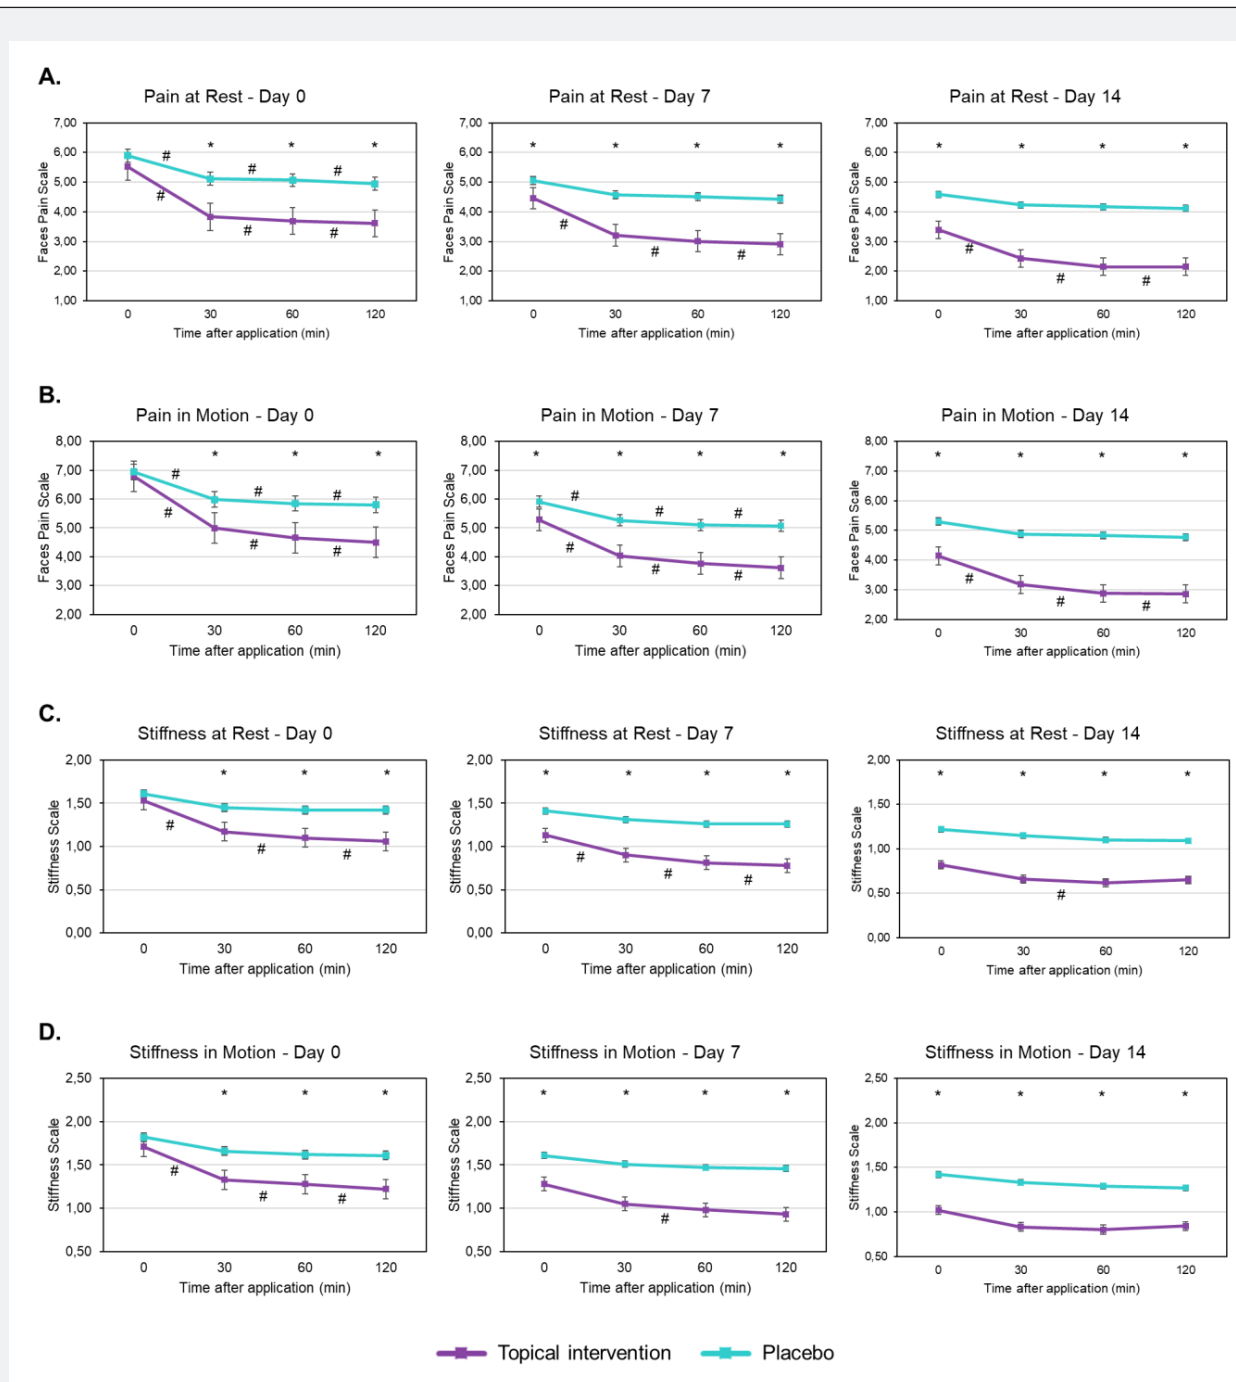 A.
Pain at Rest - Day 0
Faces Pain Scale
7,00
6,00
5,00
4,00
3,00
2,00
1,00
* * *
# # #
# # #
0 30 60 120
Time after application (min)
Pain at Rest - Day 7
Faces Pain Scale
7,00
6,00
5,00
4,00
3,00
2,00
1,00
* * * *
# # #
0 30 60 120
Time after application (min)
Pain at Rest - Day 14
Faces Pain Scale
7,00
6,00
5,00
4,00
3,00
2,00
1,00
* * * *
# # #
0 30 60 120
Time after application (min)
B.
Pain in Motion - Day 0
Faces Pain Scale
8,00
7,00
6,00
5,00
4,00
3,00
2,00
* * *
# # #
# # #
0 30 60 120
Time after application (min)
Pain in Motion - Day 7
Faces Pain Scale
8,00
7,00
6,00
5,00
4,00
3,00
2,00
* * * *
# # #
# # #
0 30 60 120
Time after application (min)
Pain in Motion - Day 14
Faces Pain Scale
8,00
7,00
6,00
5,00
4,00
3,00
2,00
* * * *
# # #
0 30 60 120
Time after application (min)
C.
Stiffness at Rest - Day 0
Stiffness Scale
2,00
1,50
1,00
0,50
0,00
* * *
# # #
0 30 60 120
Time after application (min)
Stiffness at Rest - Day 7
Stiffness Scale
2,00
1,50
1,00
0,50
0,00
* * * *
# # #
0 30 60 120
Time after application (min)
Stiffness at Rest - Day 14
Stiffness Scale
2,00
1,50
1,00
0,50
0,00
* * * *
#
0 30 60 120
Time after application (min)
D.
Stiffness in Motion - Day 0
Stiffness Scale
2,50
2,00
1,50
1,00
0,50
* * *
# # #
0 30 60 120
Time after application (min)
Stiffness in Motion - Day 7
Stiffness Scale
2,50
2,00
1,50
1,00
0,50
* * * *
#
0 30 60 120
Time after application (min)
Stiffness in Motion - Day 14
Stiffness Scale
2,50
2,00
1,50
1,00
0,50
* * * *
0 30 60 120
Time after application (min)
Topical intervention Placebo